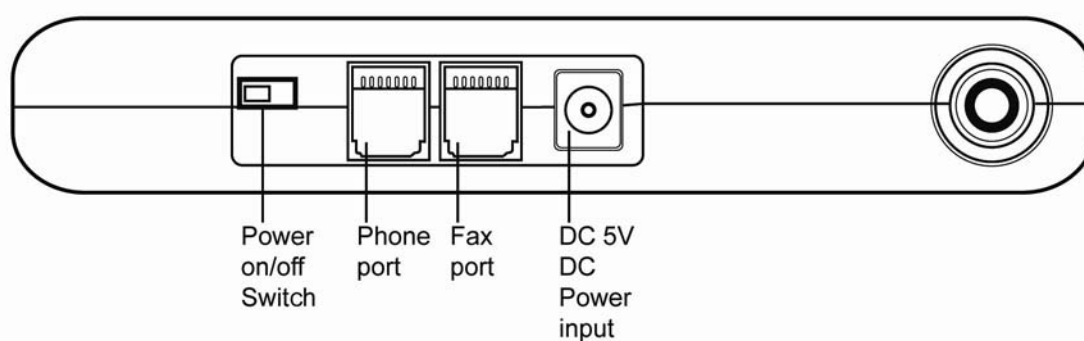 Power
on/off
Switch
Phone
port
Fax
port
DC 5V
DC
Power
input